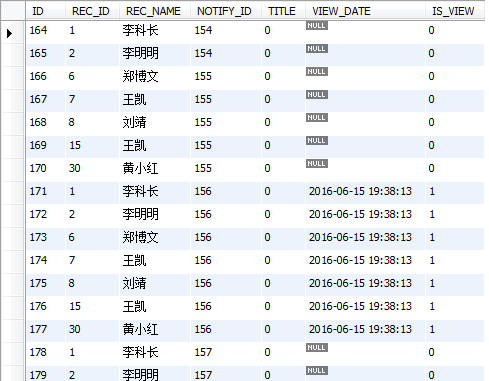 ID REC_ID REC_NAME NOTIFY_ID TITLE VIEW_DATE IS_VIEW
164 1 李科长 154 0 NULL 0
165 2 李明明 154 0 NULL 0
166 6 郑博文 155 0 NULL 0
167 7 王凯 155 0 NULL 0
168 8 刘靖 155 0 NULL 0
169 15 王凯 155 0 NULL 0
170 30 黄小红 155 0 NULL 0
171 1 李科长 156 0 2016-06-15 19:38:13 1
172 2 李明明 156 0 2016-06-15 19:38:13 1
173 6 郑博文 156 0 2016-06-15 19:38:13 1
174 7 王凯 156 0 2016-06-15 19:38:13 1
175 8 刘靖 156 0 2016-06-15 19:38:13 1
176 15 王凯 156 0 2016-06-15 19:38:13 1
177 30 黄小红 156 0 2016-06-15 19:38:13 1
178 1 李科长 157 0 NULL 0
179 2 李明明 157 0 NULL 0